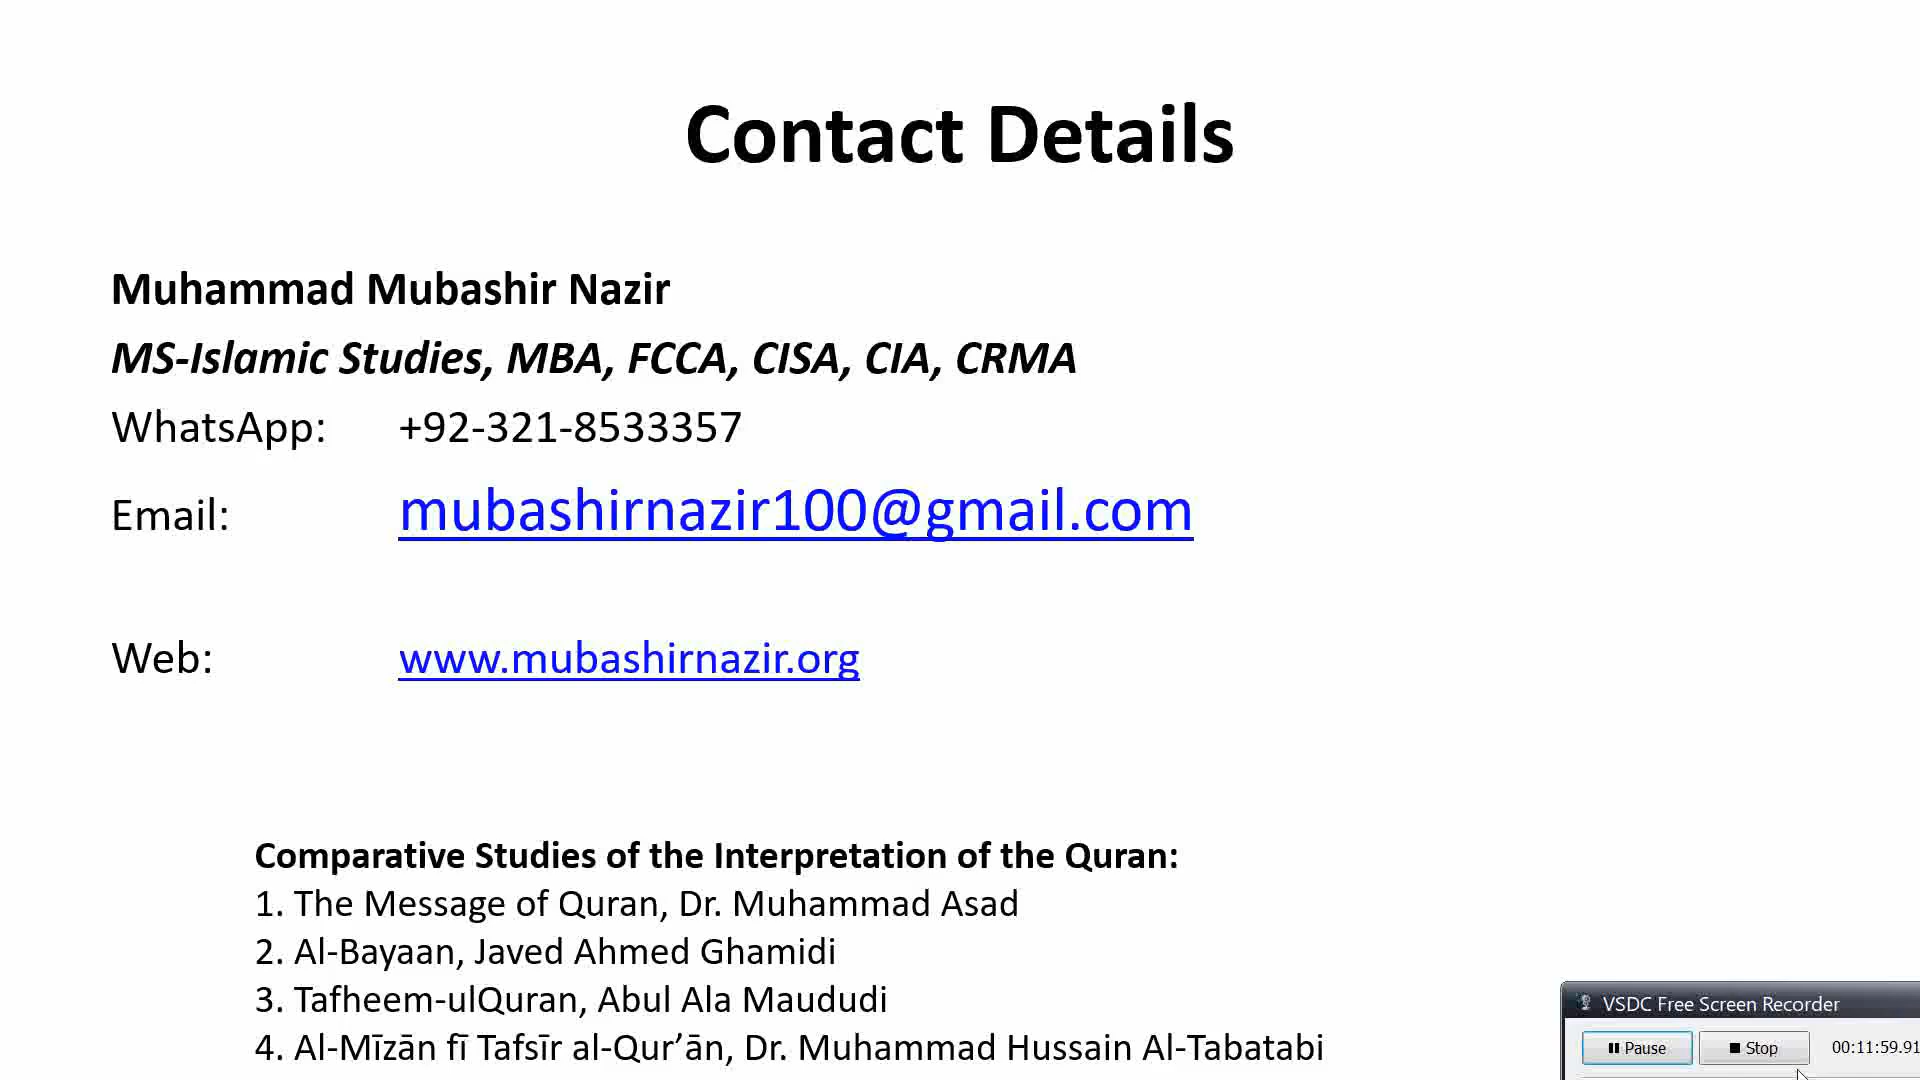 Contact Details
Muhammad Mubashir Nazir
MS-Islamic Studies, MBA, FCCA, CISA, CIA, CRMA
WhatsApp: +92-321-8533357
Email: mubashirnazir100@gmail.com
Web: www.mubashirnazir.org
Comparative Studies of the Interpretation of the Quran:
1. The Message of Quran, Dr. Muhammad Asad
2. Al-Bayaan, Javed Ahmed Ghamidi
3. Tafheem-ulQuran, Abul Ala Maududi
4. Al-Mīzān fī Tafsīr al-Qur’ān, Dr. Muhammad Hussain Al-Tabatabi
VSDC Free Screen Recorder
Pause Stop 00:11:59.91